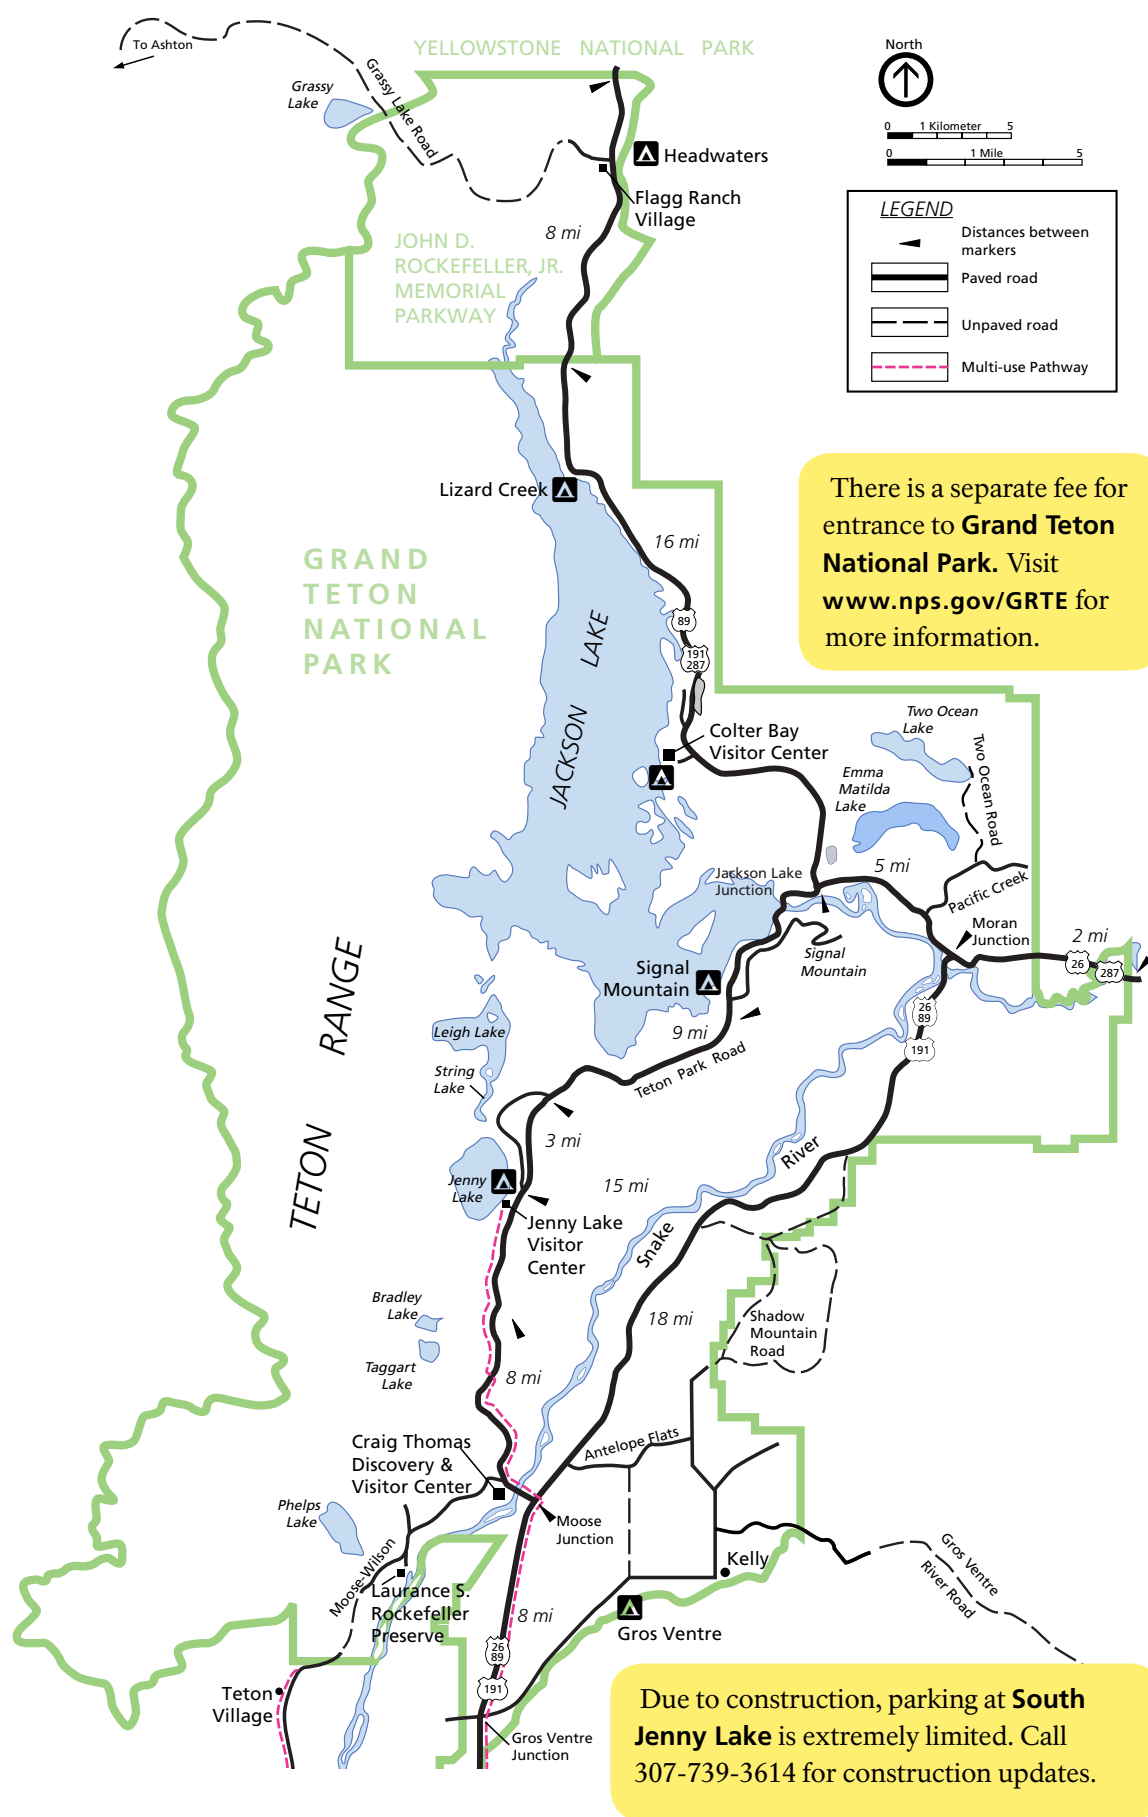 To Ashton
YELLOWSTONE NATIONAL PARK
North
Grassy
Lake
Grassy Lake Road
0 1 Kilometer 5
0 1 Mile 5
Headwaters
Flagg Ranch
Village
8 mi
JOHN D.
ROCKEFELLER, JR.
MEMORIAL
PARKWAY
LEGEND
Distances between
markers
Paved road
Unpaved road
Multi-use Pathway
Lizard Creek
16 mi
There is a separate fee for
entrance to Grand Teton
National Park. Visit
www.nps.gov/GRTE for
more information.
GRAND
TETON
NATIONAL
PARK
89
191
287
JACKSON LAKE
Colter Bay
Visitor Center
Two Ocean
Lake
Two Ocean Road
Emma
Matilda
Lake
5 mi
Jackson Lake
Junction
Pacific Creek
Moran
Junction
2 mi
26
287
Signal
Mountain
Signal
Mountain
26
89
191
9 mi
Teton Park Road
TETON RANGE
Leigh Lake
String
Lake
3 mi
Jenny
Lake
15 mi
Snake River
Jenny Lake
Visitor
Center
Bradley
Lake
Taggart
Lake
18 mi
Shadow
Mountain
Road
8 mi
Craig Thomas
Discovery &
Visitor Center
Antelope Flats
Phelps
Lake
Moose
Junction
Kelly
Gros Ventre
River Road
Moose-Wilson
Laurance S.
Rockefeller
Preserve
8 mi
Gros Ventre
26
89
191
Teton
Village
Gros Ventre
Junction
Due to construction, parking at South
Jenny Lake is extremely limited. Call
307-739-3614 for construction updates.